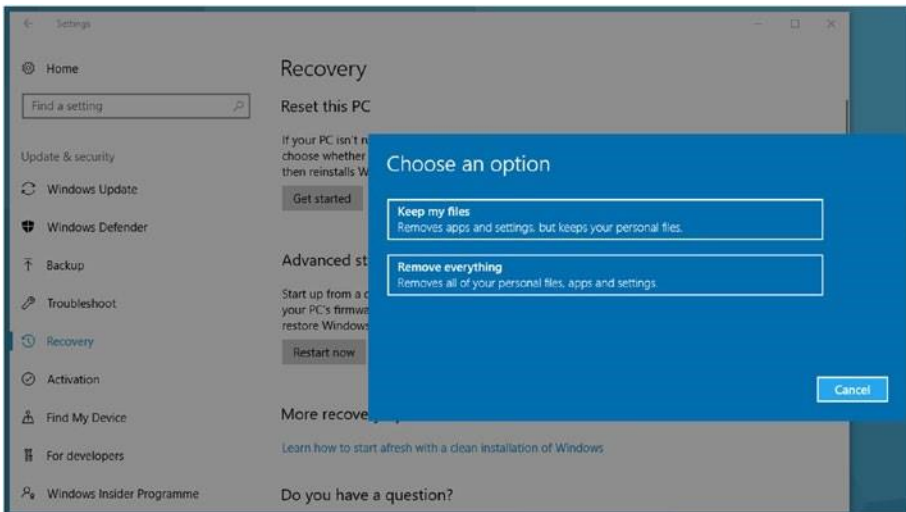 Settings
Home
Find a setting
Update & security
Windows Update
Windows Defender
Backup
Troubleshoot
Recovery
Activation
Find My Device
For developers
Windows Insider Programme
Recovery
Reset this PC
If your PC isn't
choose whether
then reinstalls
Get started
Advanced
Start up from a
your PC's
restore Windows
Restart now
More
Learn how to start afresh with a clean installation of Windows
Do you have a question?
Choose an option
Keep my files
Removes apps and settings, but keeps your personal files.
Remove everything
Removes all of your personal files, apps and settings.
Cancel